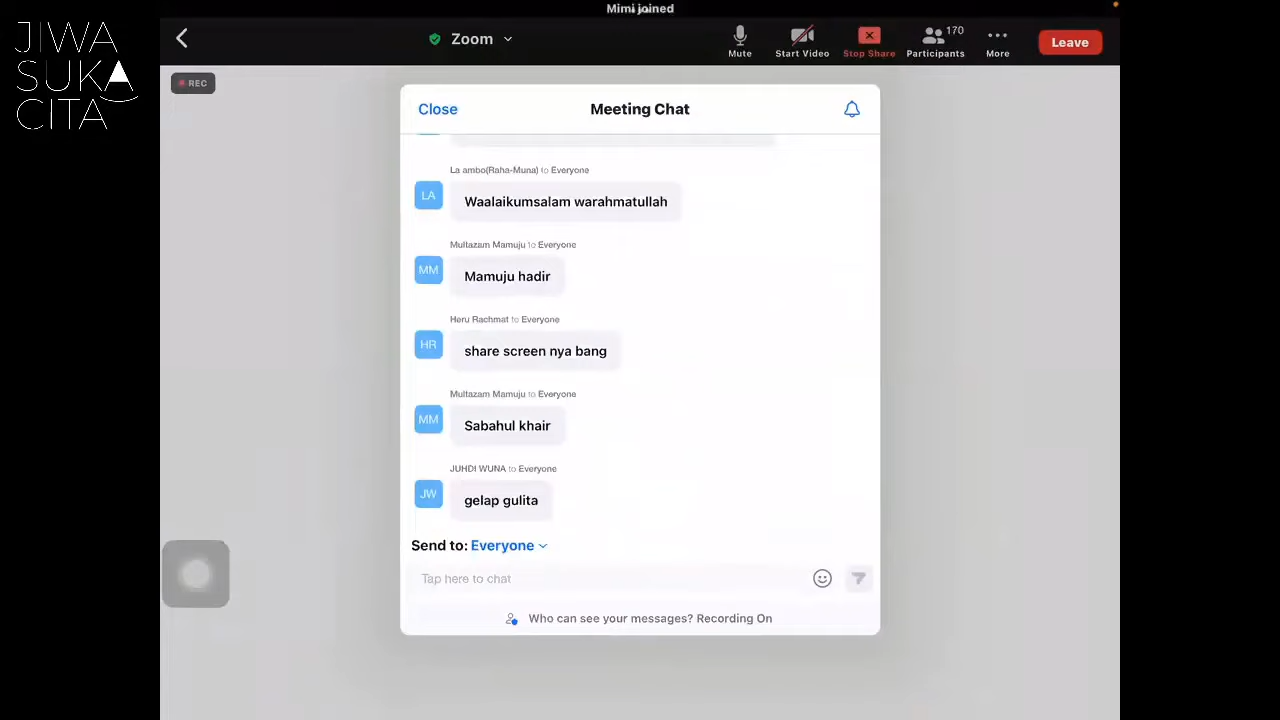 Mimi joined
JIWA
SUKA
CITA
Zoom
Mute
Start Video
Stop Share
Participants
170
More
Leave
REC
Close
Meeting Chat
La ambo(Raha-Muna) to Everyone
LA
Waalaikumsalam warahmatullah
Multazam Mamuju to Everyone
MM
Mamuju hadir
Heru Rachmat to Everyone
HR
share screen nya bang
Multazam Mamuju to Everyone
MM
Sabahul khair
JUHDI WUNA to Everyone
JW
gelap gulita
Send to: Everyone
Tap here to chat
Who can see your messages? Recording On